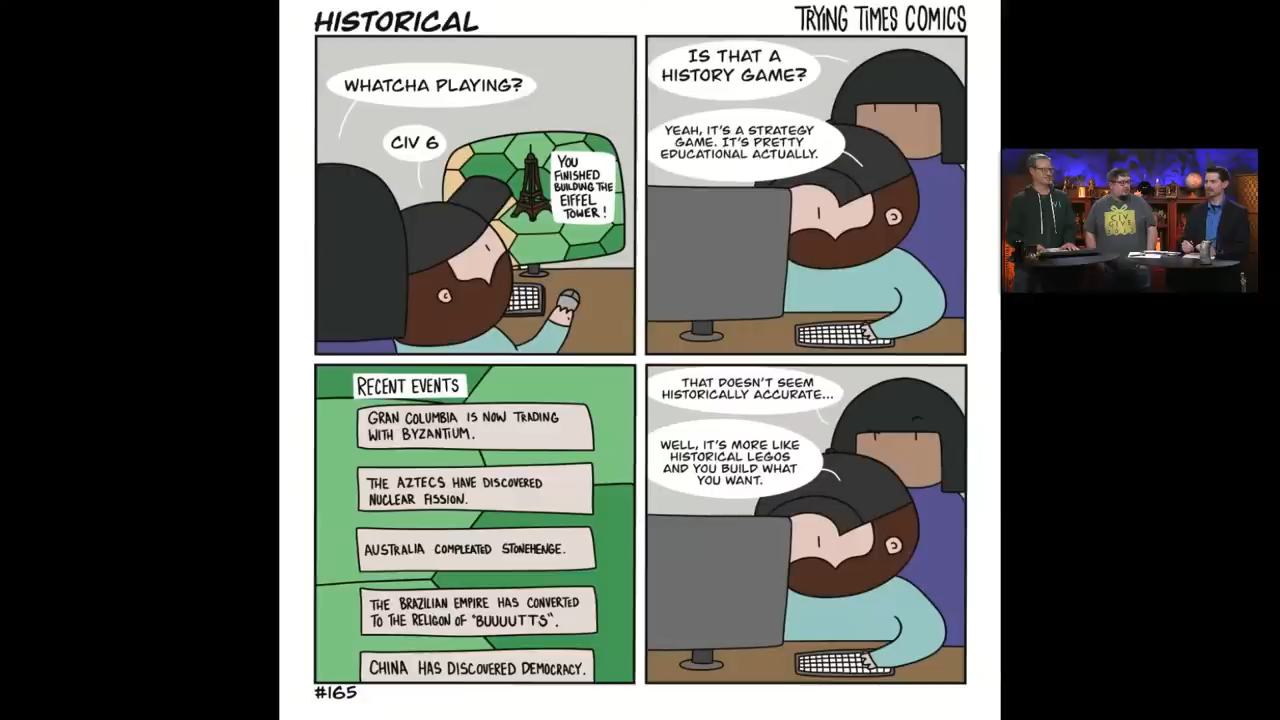 HISTORICAL
TRYING TIMES COMICS
WHATCHA PLAYING?
CIV 6
YOU
FINISHED
BUILDING THE
EIFFEL
TOWER!
IS THAT A
HISTORY GAME?
YEAH, IT'S A STRATEGY
GAME. IT'S PRETTY
EDUCATIONAL ACTUALLY.
RECENT EVENTS
GRAN COLUMBIA IS NOW TRADING
WITH BYZANTIUM.
THE AZTECS HAVE DISCOVERED
NUCLEAR FISSION.
AUSTRALIA COMPLEATED STONEHENGE.
THE BRAZILIAN EMPIRE HAS CONVERTED
TO THE RELIGON OF "BUUUUTTS".
CHINA HAS DISCOVERED DEMOCRACY.
THAT DOESN'T SEEM
HISTORICALLY ACCURATE...
WELL, IT'S MORE LIKE
HISTORICAL LEGOS
AND YOU BUILD WHAT
YOU WANT.
#165
CIV
GIVE